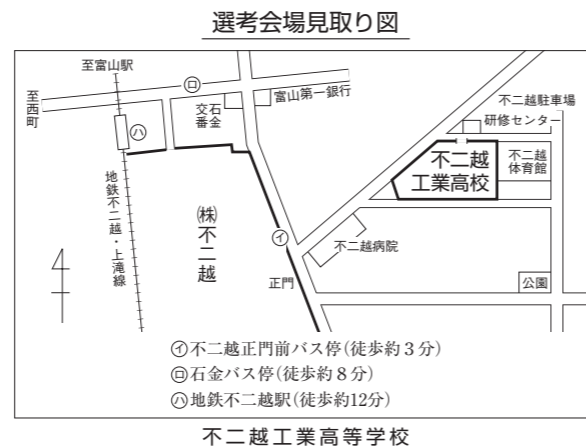 選考会場見取り図
至富山駅
㋺
至西町
石金交番
富山第一銀行
㋩
不二越駐車場
研修センター
不二越工業高校
不二越体育館
地鉄不二越・上滝線
㈱不二越
㋑
正門
不二越病院
公園
㋑不二越正門前バス停(徒歩約3分)
㋺石金バス停(徒歩約8分)
㋩地鉄不二越駅(徒歩約12分)
不二越工業高等学校